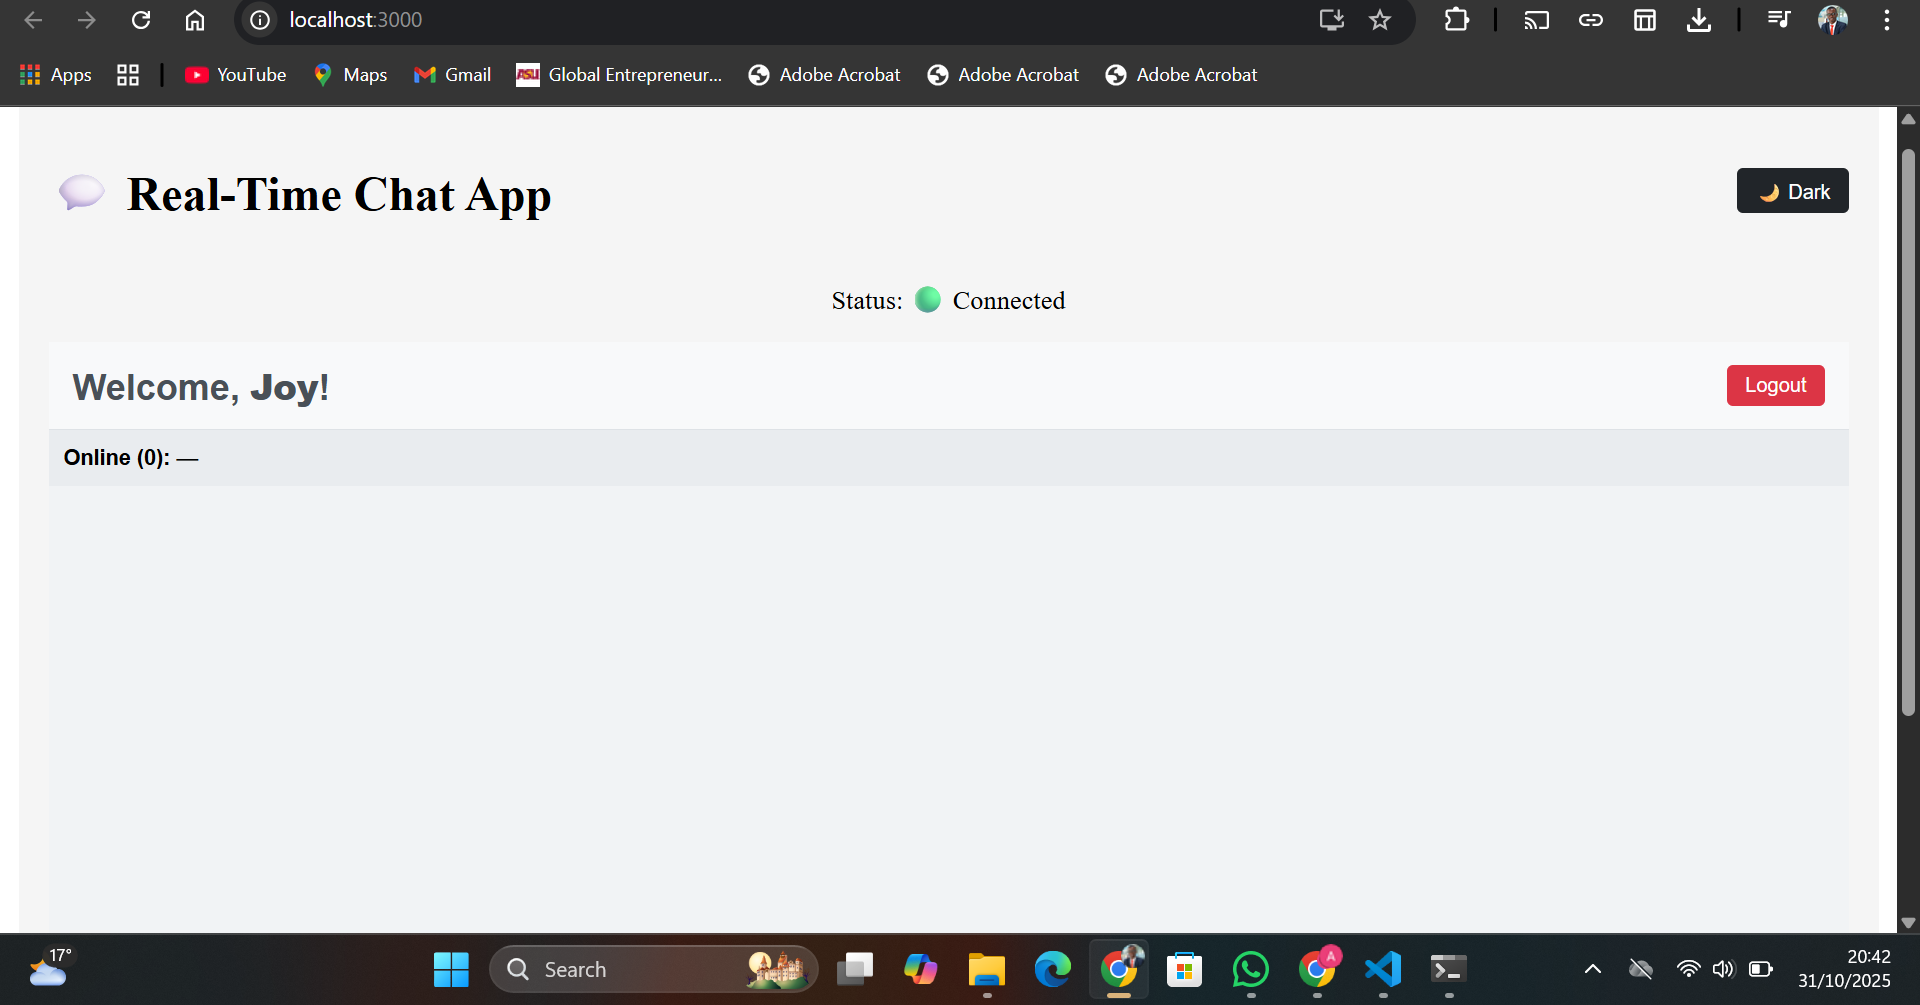 localhost:3000
Apps
YouTube
Maps
Gmail
ASU
Global Entrepreneur...
Adobe Acrobat
Adobe Acrobat
Adobe Acrobat
Real-Time Chat App
🌙 Dark
Status: 🟢 Connected
Welcome, Joy!
Logout
Online (0): —
17°
Search
A
20:42
31/10/2025